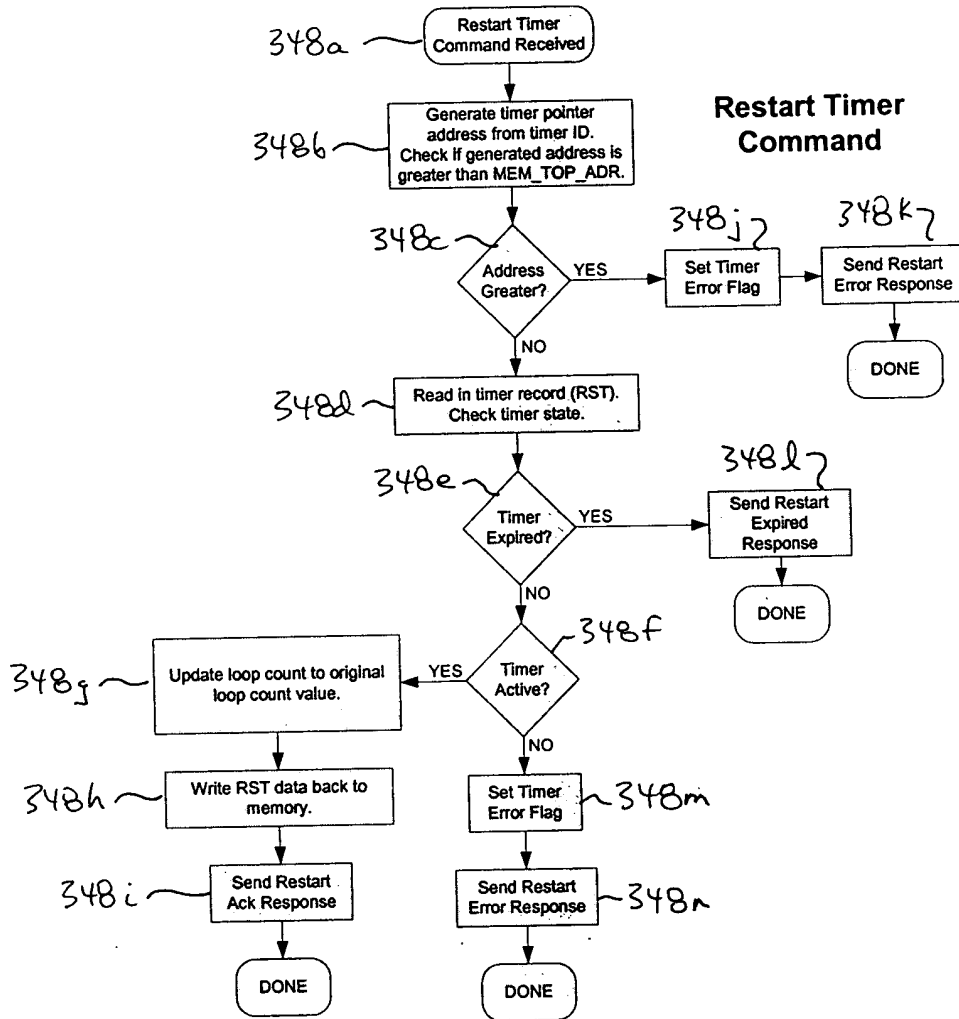 Restart Timer
Command Received
348a
Restart Timer
Command
Generate timer pointer
address from timer ID.
Check if generated address is
greater than MEM_TOP_ADR.
348b
348c
Address
Greater?
YES
348j
Set Timer
Error Flag
348k
Send Restart
Error Response
DONE
NO
348d
Read in timer record (RST).
Check timer state.
348e
Timer
Expired?
YES
348l
Send Restart
Expired
Response
DONE
NO
348f
Timer
Active?
YES
348g
Update loop count to original
loop count value.
NO
348h
Write RST data back to
memory.
Set Timer
Error Flag
348m
348i
Send Restart
Ack Response
Send Restart
Error Response
348n
DONE
DONE